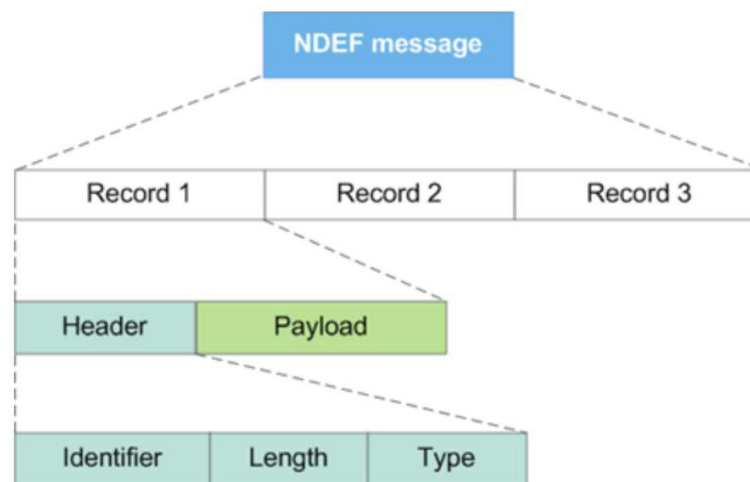 NDEF message
Record 1 Record 2 Record 3
Header Payload
Identifier Length Type